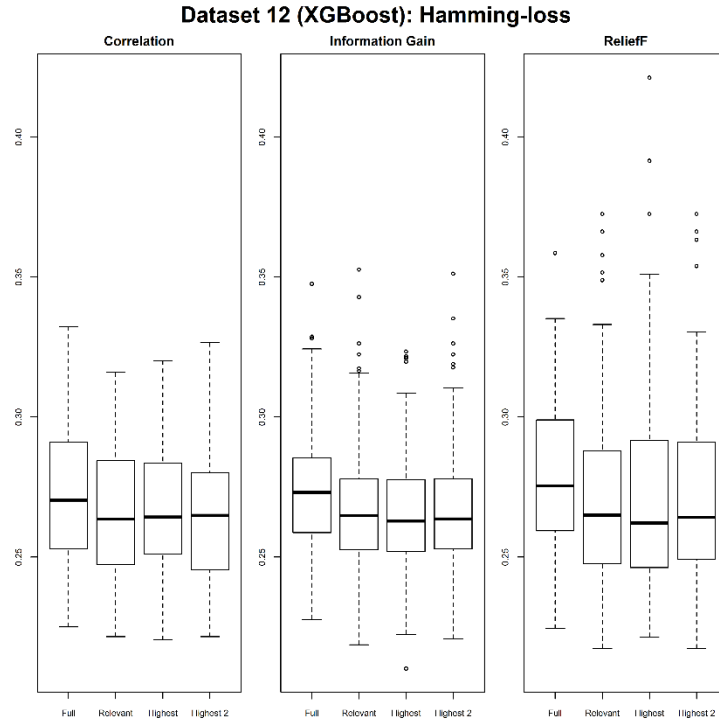 Dataset 12 (XGBoost): Hamming-loss
Correlation
0.40
0.35
0.30
0.25
Full Relevant Highest Highest 2
Information Gain
0.40
0.35
0.30
0.25
Full Relevant Highest Highest 2
ReliefF
0.40
0.35
0.30
0.25
Full Relevant Highest Highest 2